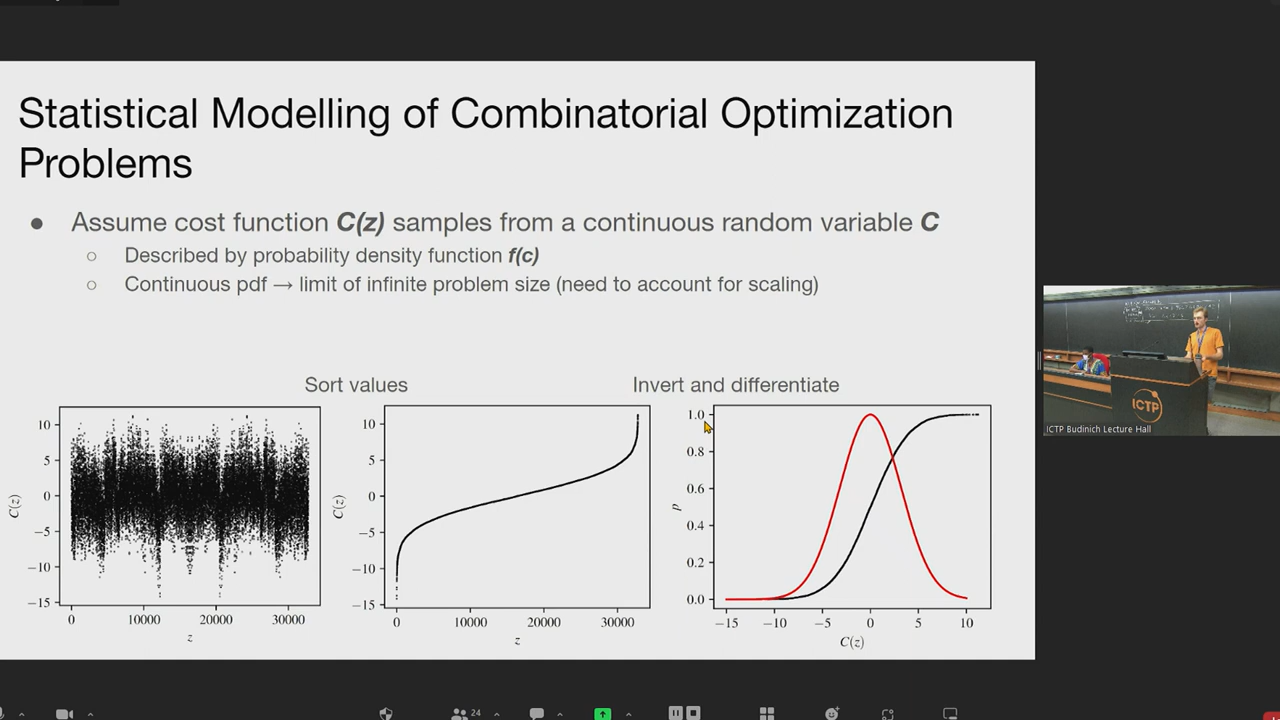 Statistical Modelling of Combinatorial Optimization
Problems
● Assume cost function C(z) samples from a continuous random variable C
○ Described by probability density function f(c)
○ Continuous pdf → limit of infinite problem size (need to account for scaling)
Sort values
Invert and differentiate
10
5
0
−5
−10
−15
C(z)
0 10000 20000 30000
z
10
5
0
−5
−10
−15
C(z)
0 10000 20000 30000
z
1.0
0.8
0.6
0.4
0.2
0.0
p
−15 −10 −5 0 5 10
C(z)
ICTP
ICTP Budinich Lecture Hall
24